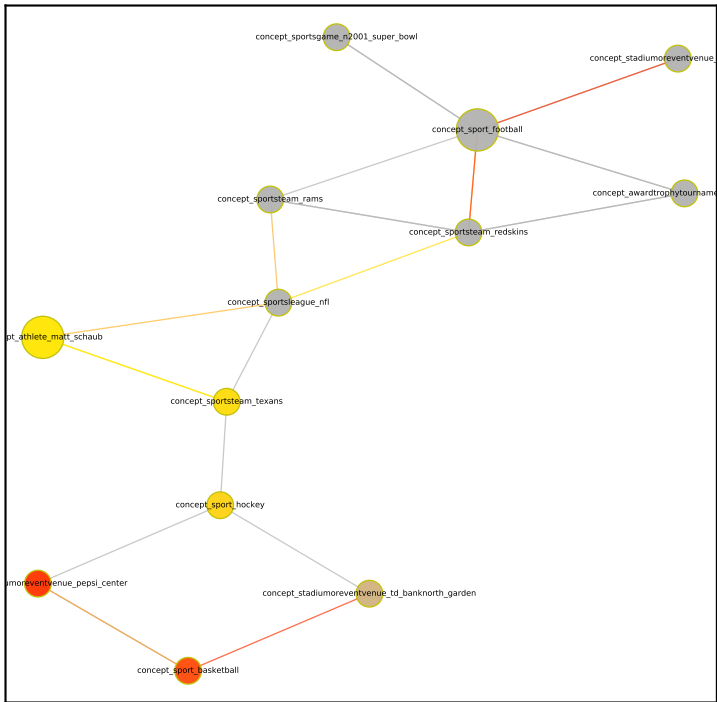 concept_sportsgame_n2001_super_bowl
concept_stadiumoreventvenue_
concept_sport_football
concept_awardtrophytourname
concept_sportsteam_rams
concept_sportsteam_redskins
concept_sportsleague_nfl
pt_athlete_matt_schaub
concept_sportsteam_texans
concept_sport_hockey
umoreventvenue_pepsi_center
concept_stadiumoreventvenue_td_banknorth_garden
concept_sport_basketball